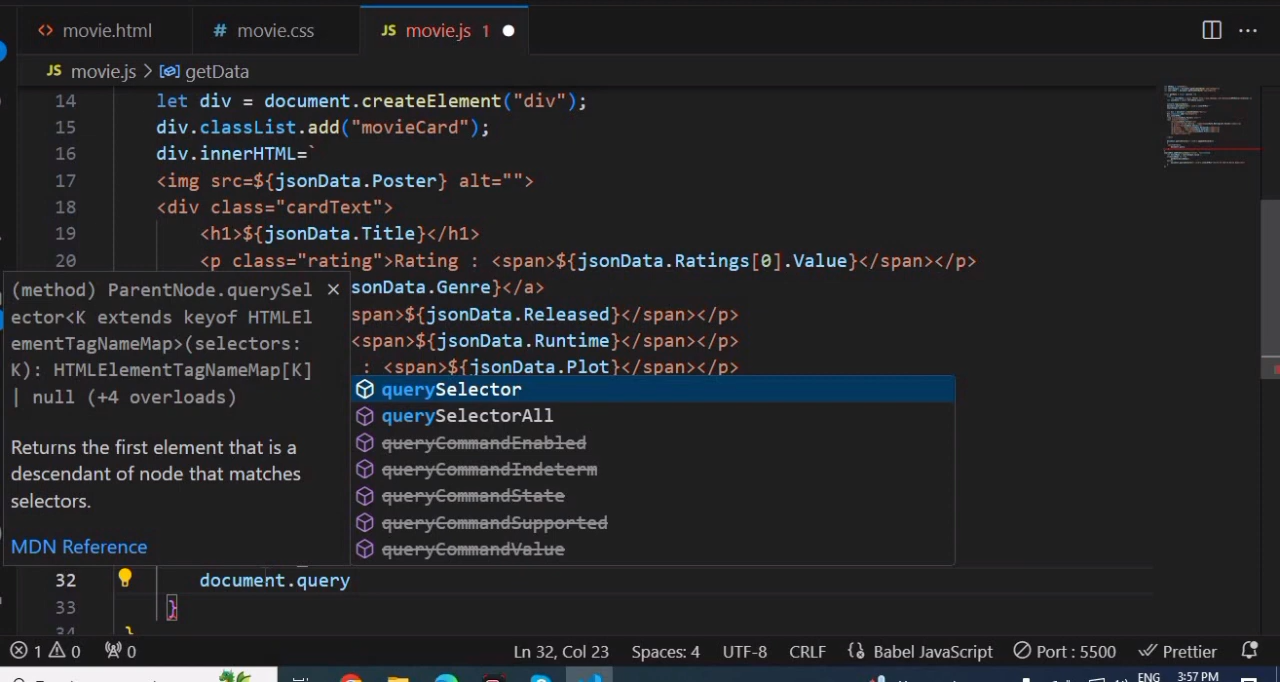 movie.html
# movie.css
JS movie.js 1
JS movie.js > getData
14 let div = document.createElement("div");
15 div.classList.add("movieCard");
16 div.innerHTML=`
17 <img src=${jsonData.Poster} alt="">
18 <div class="cardText">
19 <h1>${jsonData.Title}</h1>
20 <p class="rating">Rating : <span>${jsonData.Ratings[0].Value}</span></p>
sonData.Genre}</a>
span>${jsonData.Released}</span></p>
<span>${jsonData.Runtime}</span></p>
: <span>${jsonData.Plot}</span></p>
(method) ParentNode.querySel
ector<K extends keyof HTMLEl
ementTagNameMap>(selectors:
K): HTMLElementTagNameMap[K]
| null (+4 overloads)
Returns the first element that is a
descendant of node that matches
selectors.
MDN Reference
querySelector
querySelectorAll
queryCommandEnabled
queryCommandIndeterm
queryCommandState
queryCommandSupported
queryCommandValue
32 document.query
33 }
34 }
1 0 0 Ln 32, Col 23 Spaces: 4 UTF-8 CRLF Babel JavaScript Port : 5500 Prettier
ENG 3:57 PM